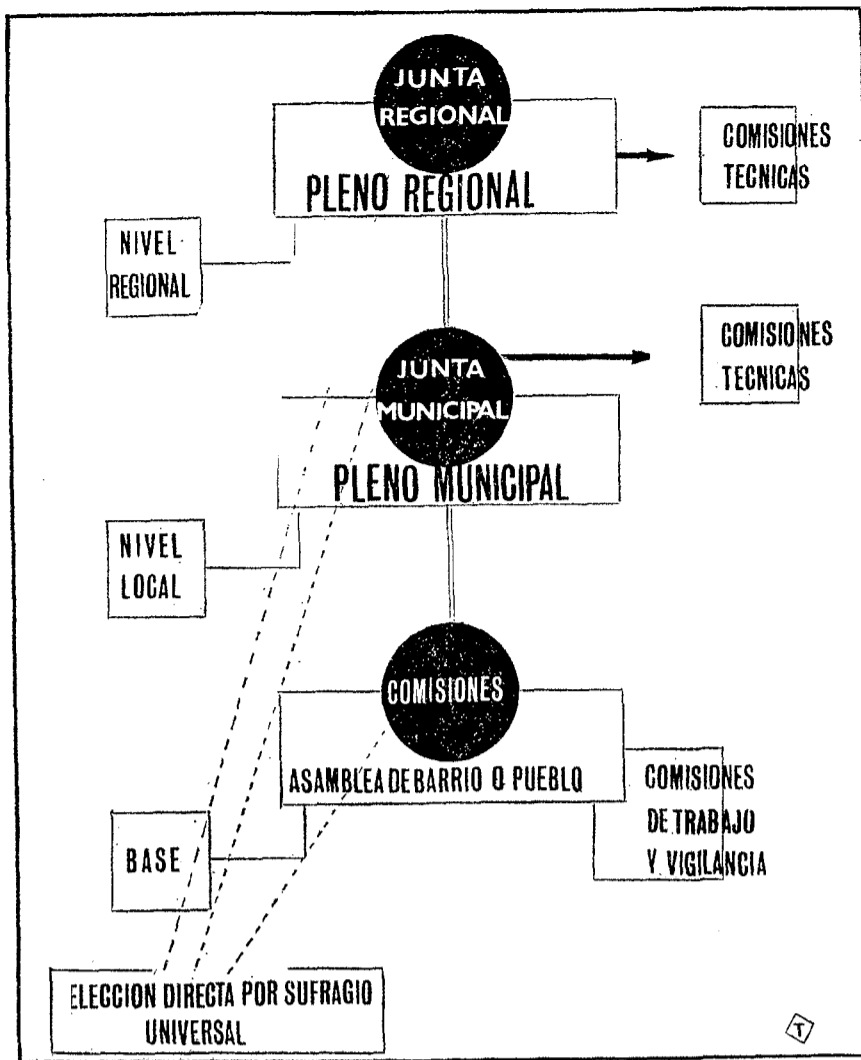 JUNTA
REGIONAL
PLENO REGIONAL
COMISIONES
TECNICAS
NIVEL
REGIONAL
JUNTA
MUNICIPAL
PLENO MUNICIPAL
COMISIONES
TECNICAS
NIVEL
LOCAL
COMISIONES
ASAMBLEA DE BARRIO O PUEBLO
COMISIONES
DE TRABAJO
Y VIGILANCIA
BASE
ELECCION DIRECTA POR SUFRAGIO
UNIVERSAL
T